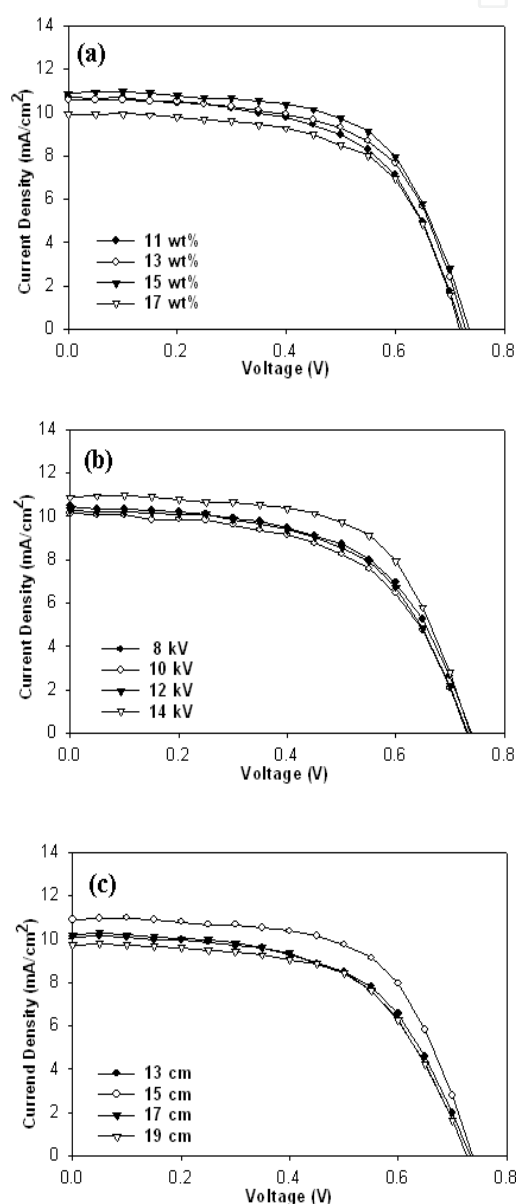 (a)
Current Density (mA/cm²)
14
12
10
8
6
4
2
0
11 wt%
13 wt%
15 wt%
17 wt%
0.0 0.2 0.4 0.6 0.8
Voltage (V)
(b)
Current Density (mA/cm²)
14
12
10
8
6
4
2
0
8 kV
10 kV
12 kV
14 kV
0.0 0.2 0.4 0.6 0.8
Voltage (V)
(c)
Currend Density (mA/cm²)
14
12
10
8
6
4
2
0
13 cm
15 cm
17 cm
19 cm
0.0 0.2 0.4 0.6 0.8
Voltage (V)